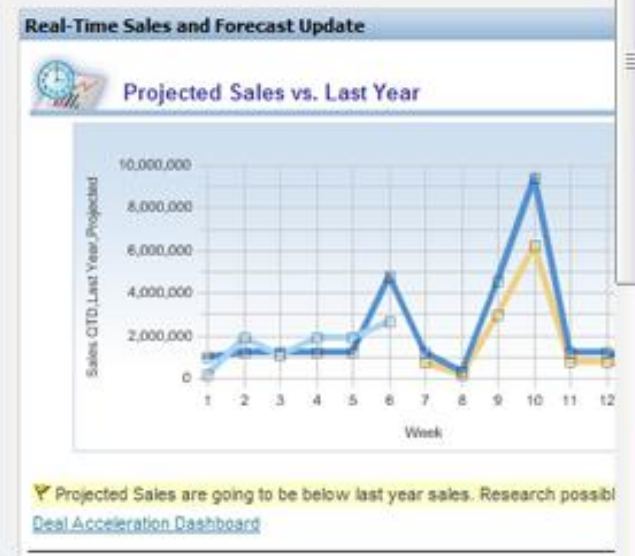 Real-Time Sales and Forecast Update
Projected Sales vs. Last Year
10,000,000
8,000,000
6,000,000
4,000,000
2,000,000
0
Sales QTD,Last Year,Projected
1 2 3 4 5 6 7 8 9 10 11 12
Week
Projected Sales are going to be below last year sales. Research possibl
Deal Acceleration Dashboard